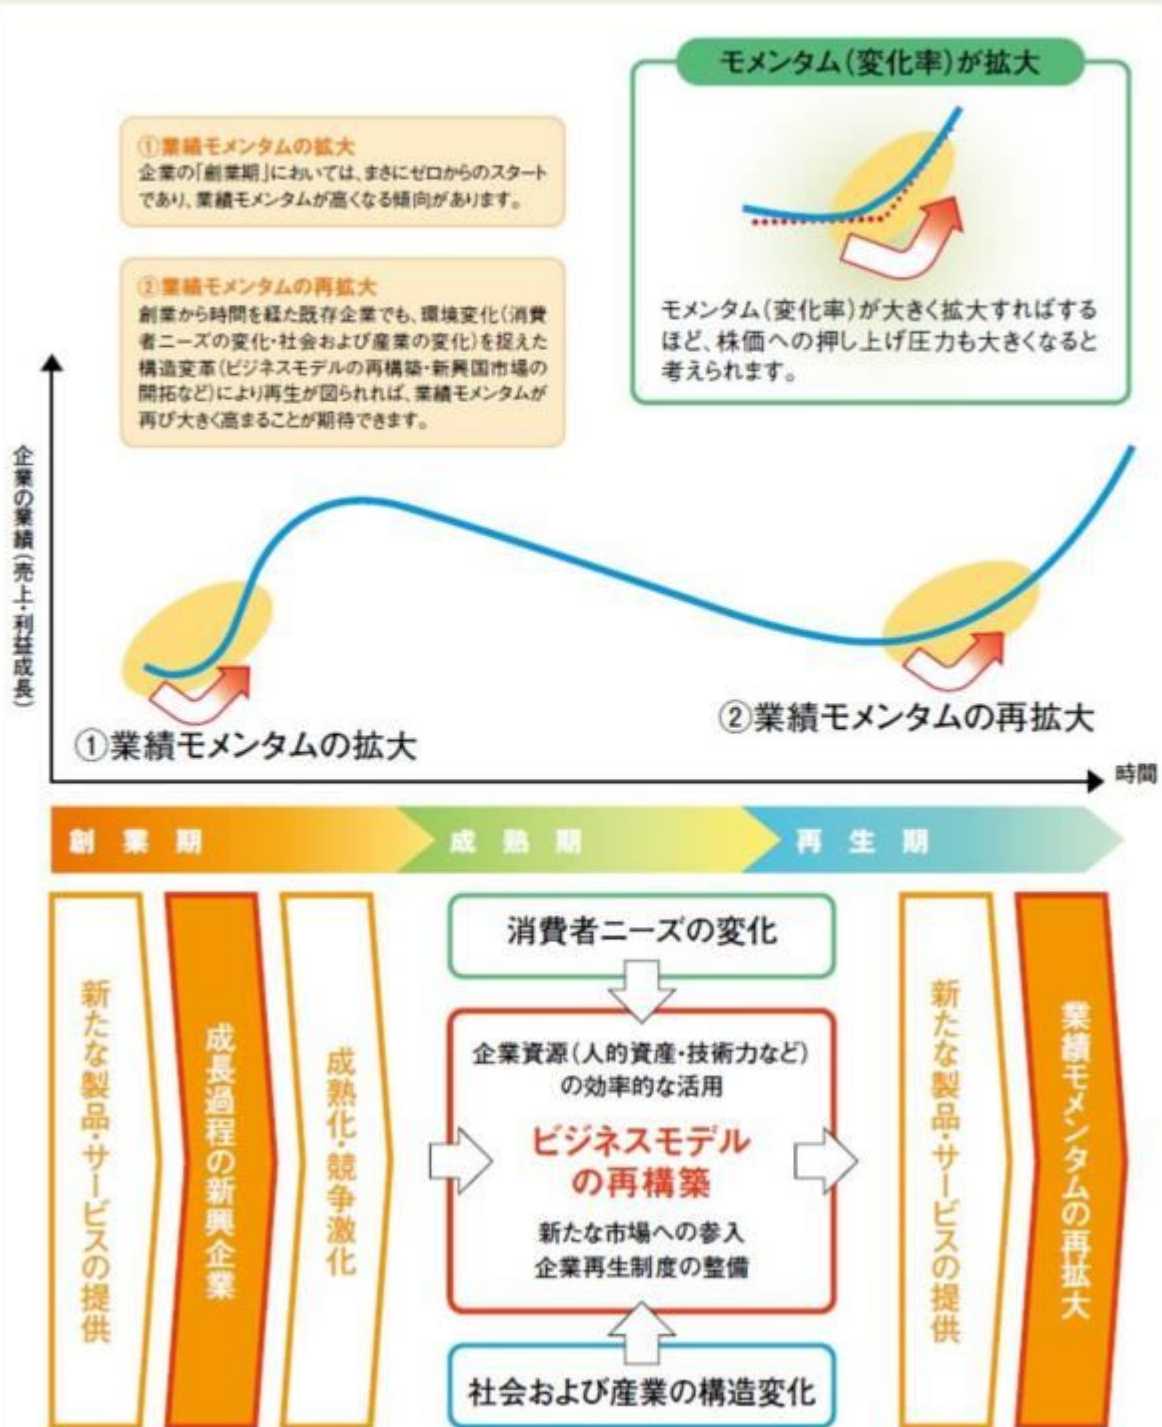 モメンタム（変化率）が拡大
①業績モメンタムの拡大
企業の「創業期」においては、まさにゼロからのスタート
であり、業績モメンタムが高くなる傾向があります。
②業績モメンタムの再拡大
創業から時間を経た既存企業でも、環境変化（消費
者ニーズの変化・社会および産業の変化）を捉えた
構造変革（ビジネスモデルの再構築・新興国市場の
開拓など）により再生が図られれば、業績モメンタムが
再び大きく高まることが期待できます。
モメンタム（変化率）が大きく拡大すればする
ほど、株価への押し上げ圧力も大きくなると
考えられます。
企業の業績（売上・利益成長）
①業績モメンタムの拡大
②業績モメンタムの再拡大
時間
創業期
成熟期
再生期
新たな製品・サービスの提供
成長過程の新興企業
成熟化・競争激化
消費者ニーズの変化
企業資源（人的資産・技術力など）
の効率的な活用
ビジネスモデル
の再構築
新たな市場への参入
企業再生制度の整備
社会および産業の構造変化
新たな製品・サービスの提供
業績モメンタムの再拡大